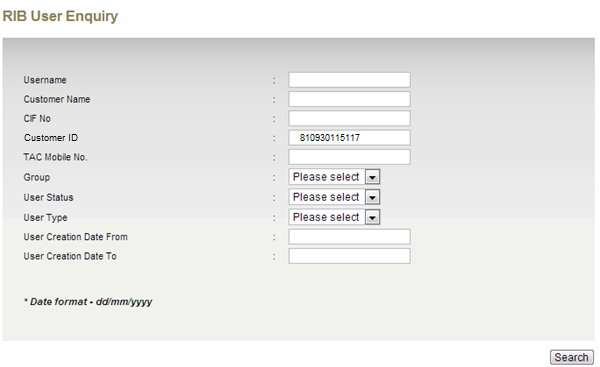 RIB User Enquiry
Username :
Customer Name :
CIF No :
Customer ID : 810930115117
TAC Mobile No. :
Group : Please select
User Status : Please select
User Type : Please select
User Creation Date From :
User Creation Date To :
* Date format - dd/mm/yyyy
Search